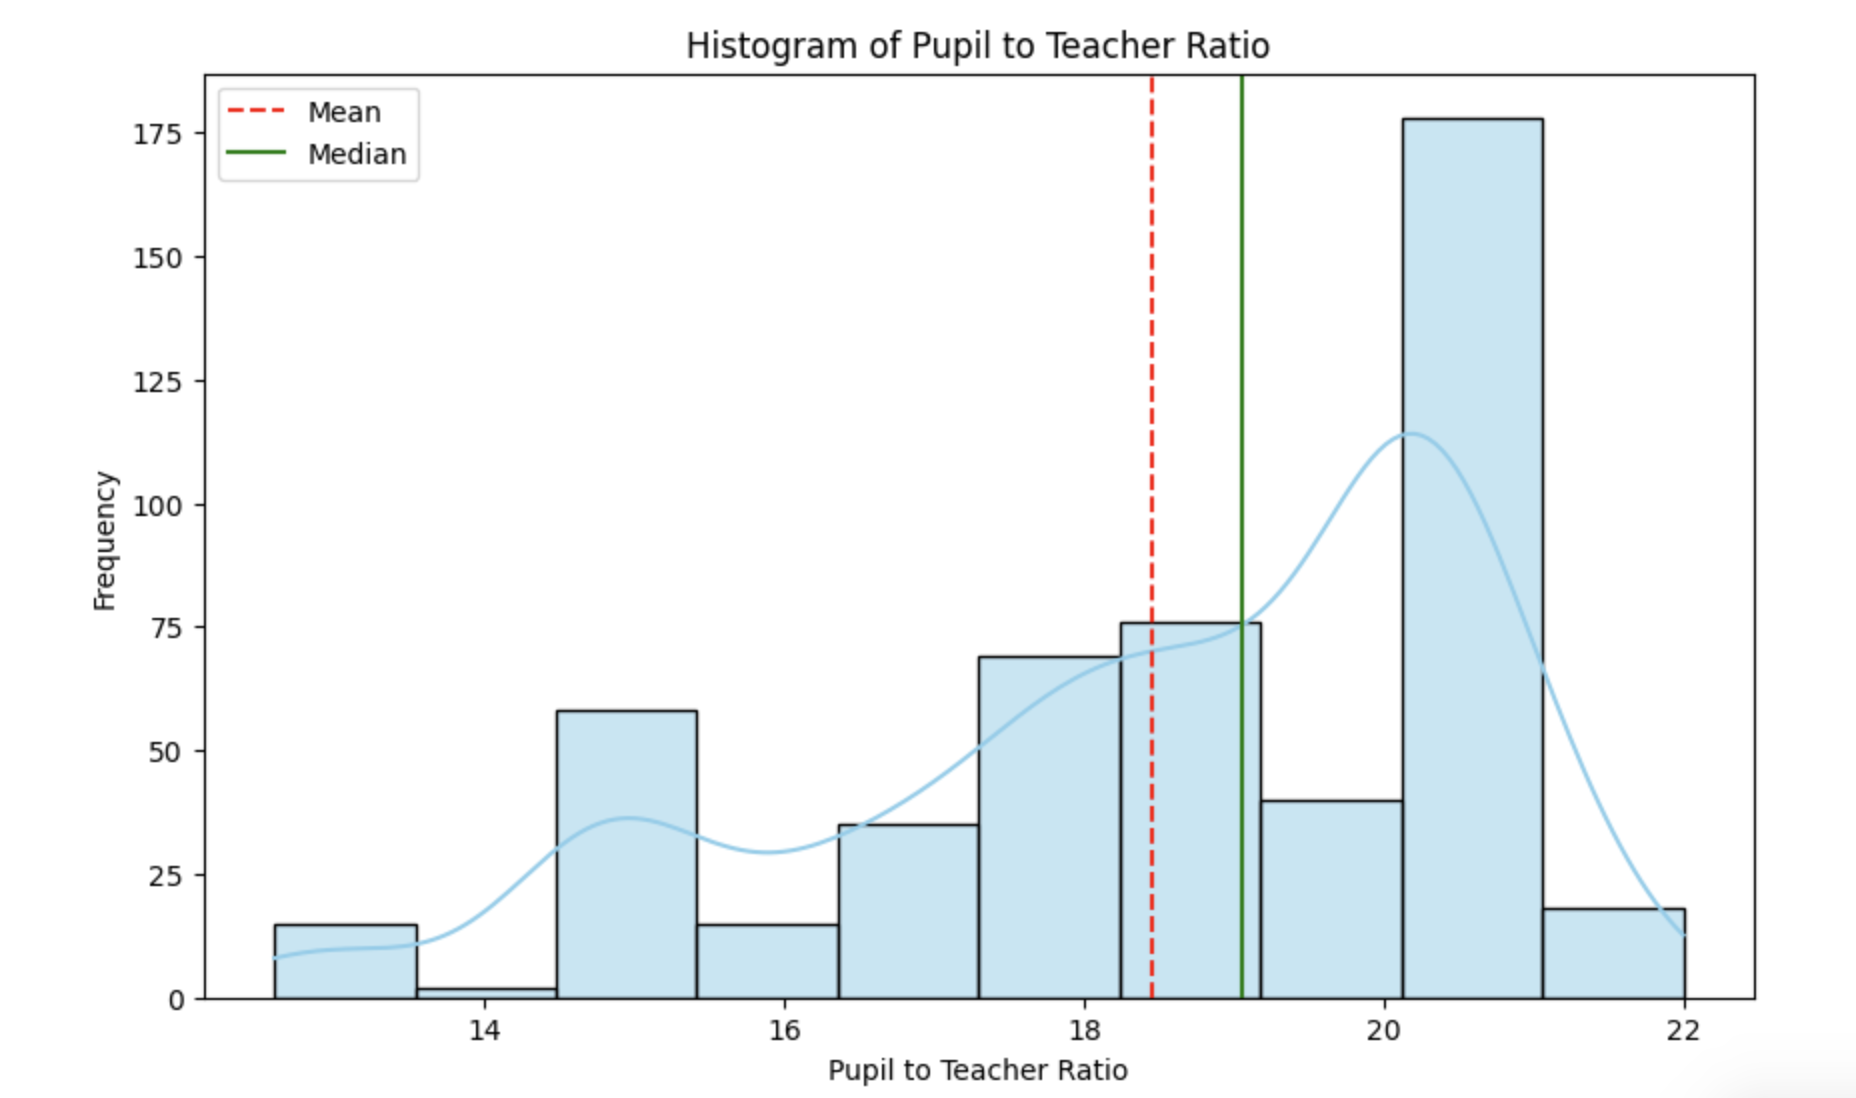 Histogram of Pupil to Teacher Ratio
Mean
Median
175
150
125
100
75
50
25
0
Frequency
14 16 18 20 22
Pupil to Teacher Ratio